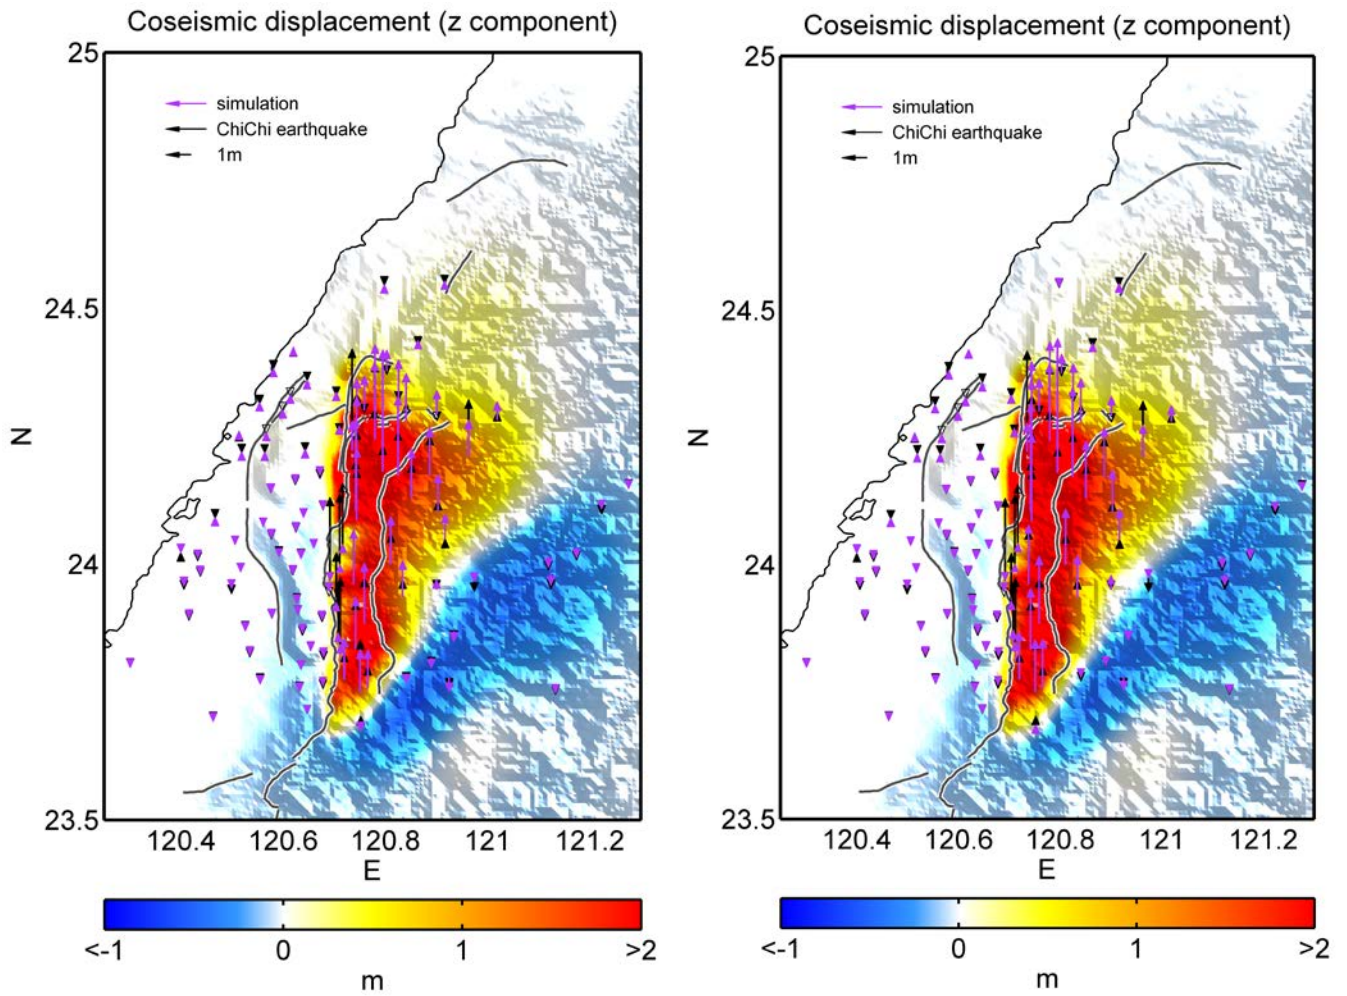 Coseismic displacement (z component)
25
simulation
ChiChi earthquake
1m
24.5
N
24
23.5
120.4 120.6 120.8 121 121.2
E
<-1 0 1 >2
m
Coseismic displacement (z component)
25
simulation
ChiChi earthquake
1m
24.5
N
24
23.5
120.4 120.6 120.8 121 121.2
E
<-1 0 1 >2
m